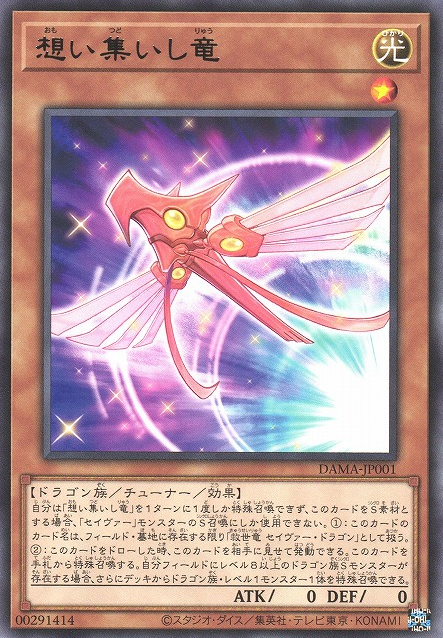 想い集いし竜
光
DAMA-JP001
【ドラゴン族/チューナー/効果】
自分は「想い集いし竜」を1ターンに1度しか特殊召喚できず、このカードをS素材と
する場合、「セイヴァー」モンスターのS召喚にしか使用できない。①:このカードの
カード名は、フィールド・墓地に存在する限り「救世竜 セイヴァー・ドラゴン」として扱う。
②:このカードをドローした時、このカードを相手に見せて発動できる。このカードを
手札から特殊召喚する。自分フィールドにレベル8以上のドラゴン族Sモンスターが
存在する場合、さらにデッキからドラゴン族・レベル1モンスター1体を特殊召喚できる。
ATK/ 0 DEF/ 0
00291414 ©スタジオ・ダイス/集英社・テレビ東京・KONAMI